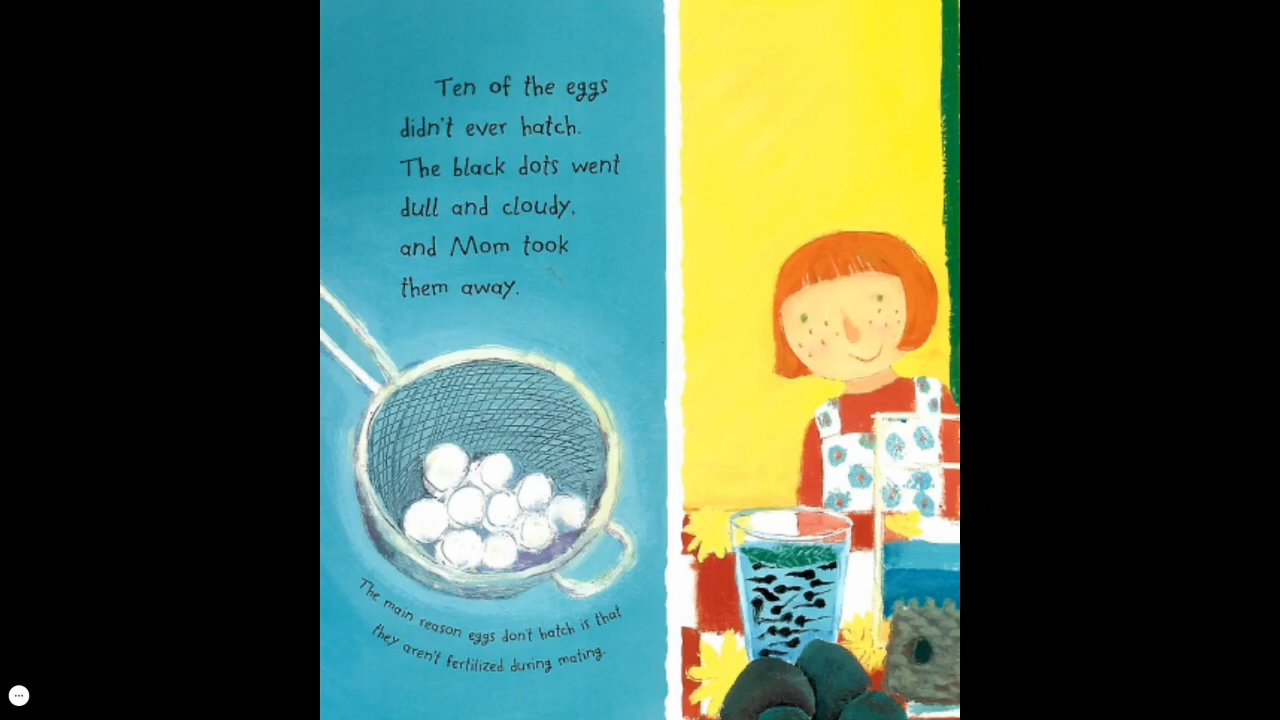 Ten of the eggs
didn't ever hatch.
The black dots went
dull and cloudy,
and Mom took
them away.
The main reason eggs don't hatch is that
they aren't fertilized during mating.